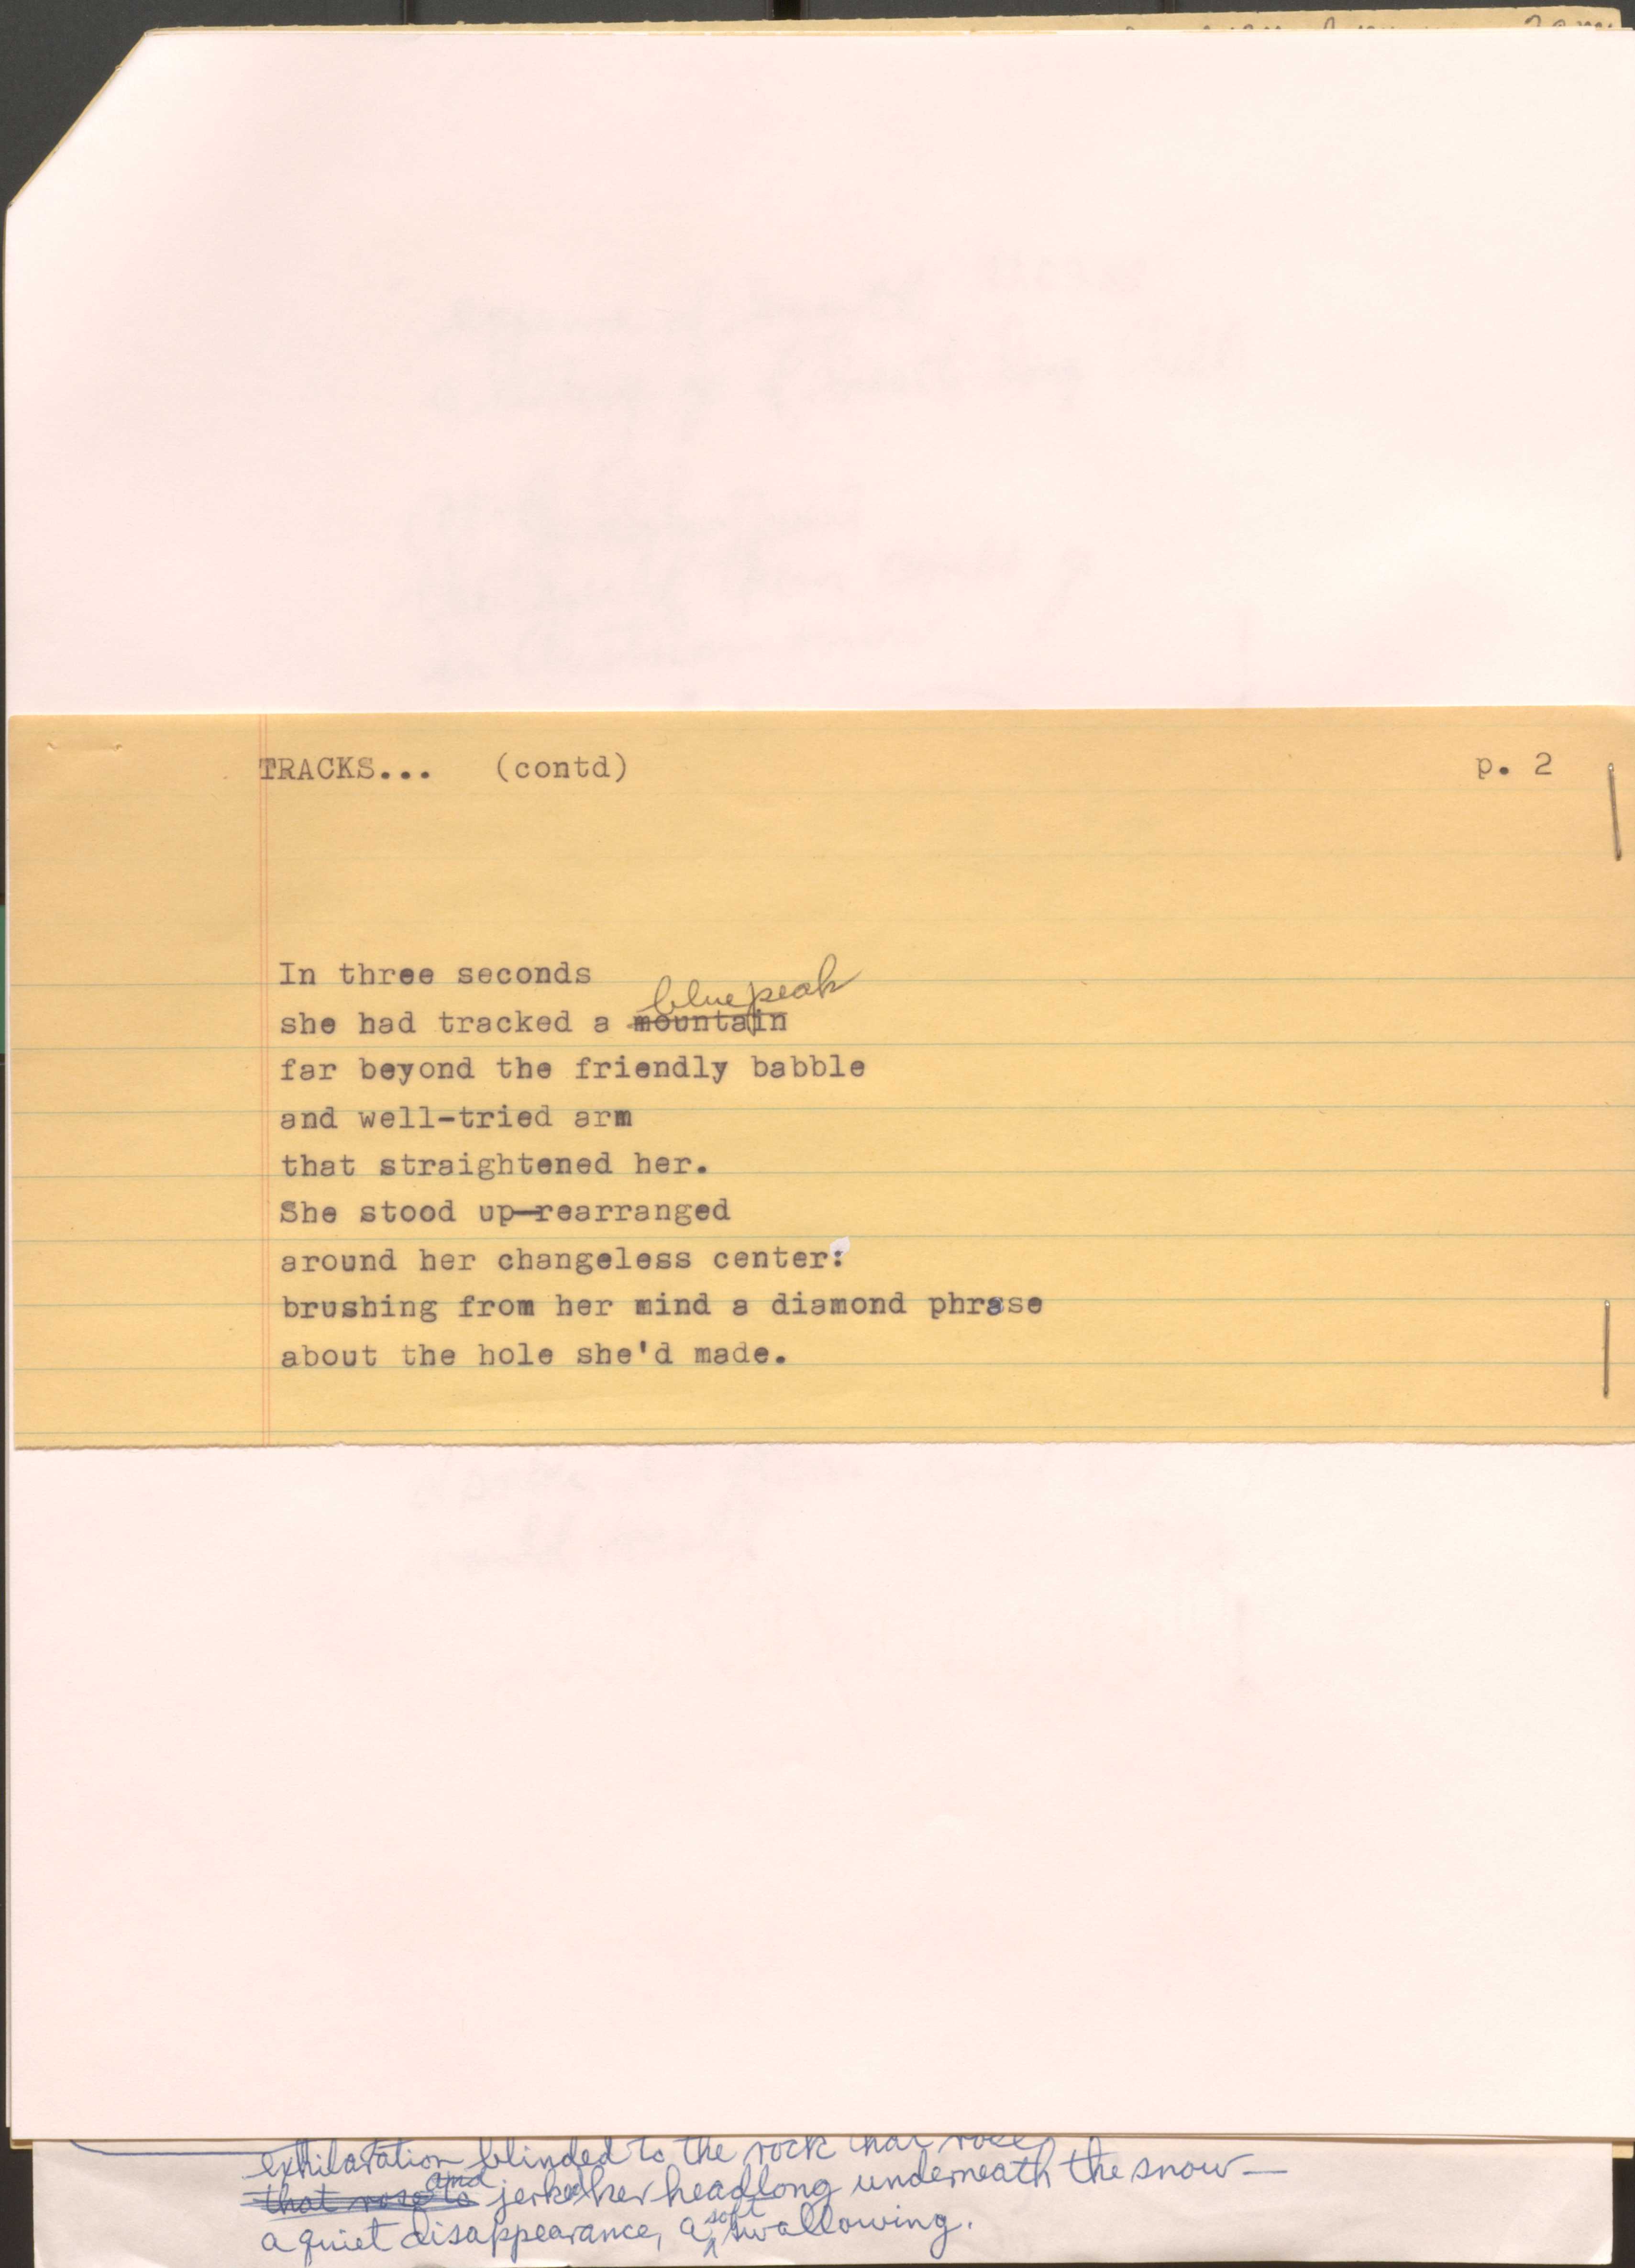 TRACKS... (contd) p. 2
In three seconds
blue peak
she had tracked a mountain
far beyond the friendly babble
and well-tried arm
that straightened her.
She stood up—rearranged
around her changeless center:
brushing from her mind a diamond phrase
about the hole she'd made.
exhilaration blinded to the rock that rose
and
that rose to jerked her headlong underneath the snow—
soft
a quiet disappearance, a swallowing.